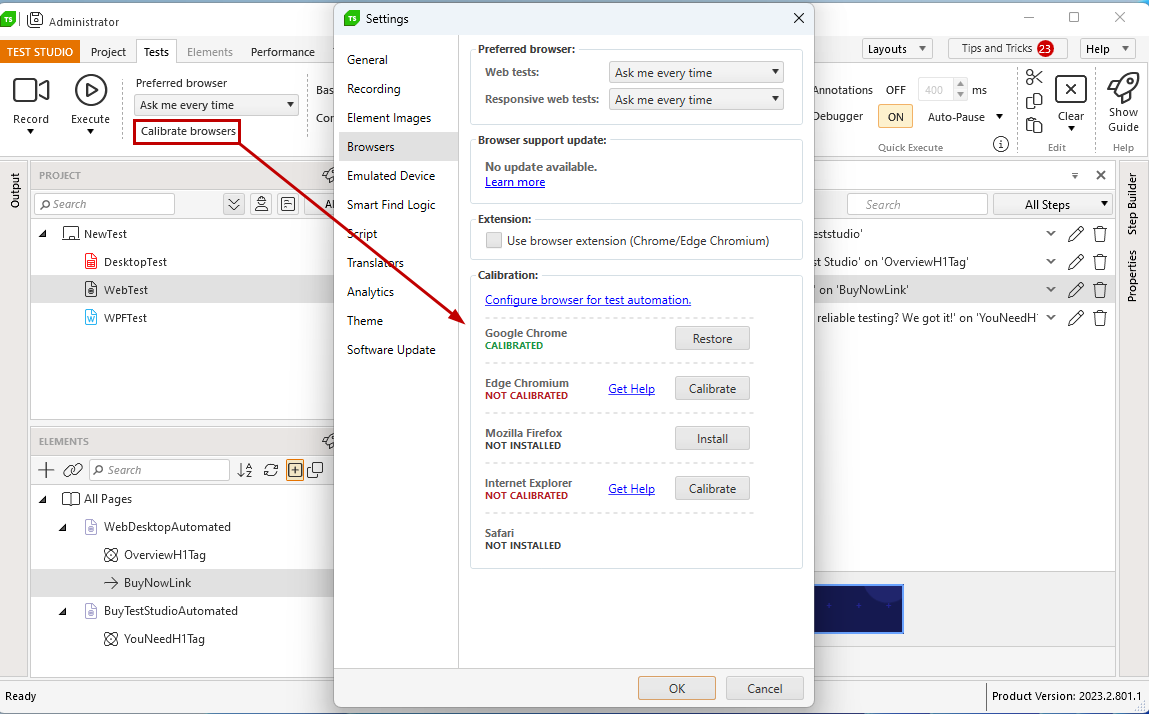 TS
Administrator
TEST STUDIO
Project
Tests
Elements
Performance
Layouts
Tips and Tricks 23
Help
Record
Execute
Preferred browser
Ask me every time
Calibrate browsers
Annotations
OFF
400
ms
Debugger
ON
Auto-Pause
Quick Execute
Clear
Edit
Show
Guide
Help
Output
PROJECT
Search
NewTest
DesktopTest
WebTest
WPFTest
ELEMENTS
Search
All Pages
WebDesktopAutomated
OverviewH1Tag
BuyNowLink
BuyTestStudioAutomated
YouNeedH1Tag
TS
Settings
General
Recording
Element Images
Browsers
Emulated Device
Smart Find Logic
Script
Translators
Analytics
Theme
Software Update
Preferred browser:
Web tests:
Ask me every time
Responsive web tests:
Ask me every time
Browser support update:
No update available.
Learn more
Extension:
Use browser extension (Chrome/Edge Chromium)
Calibration:
Configure browser for test automation.
Google Chrome
CALIBRATED
Restore
Edge Chromium
NOT CALIBRATED
Get Help
Calibrate
Mozilla Firefox
NOT INSTALLED
Install
Internet Explorer
NOT CALIBRATED
Get Help
Calibrate
Safari
NOT INSTALLED
OK
Cancel
Search
All Steps
Studio' on 'OverviewH1Tag'
' on 'BuyNowLink'
reliable testing? We got it!' on 'YouNeedH1
Step Builder
Properties
Ready
Product Version: 2023.2.801.1